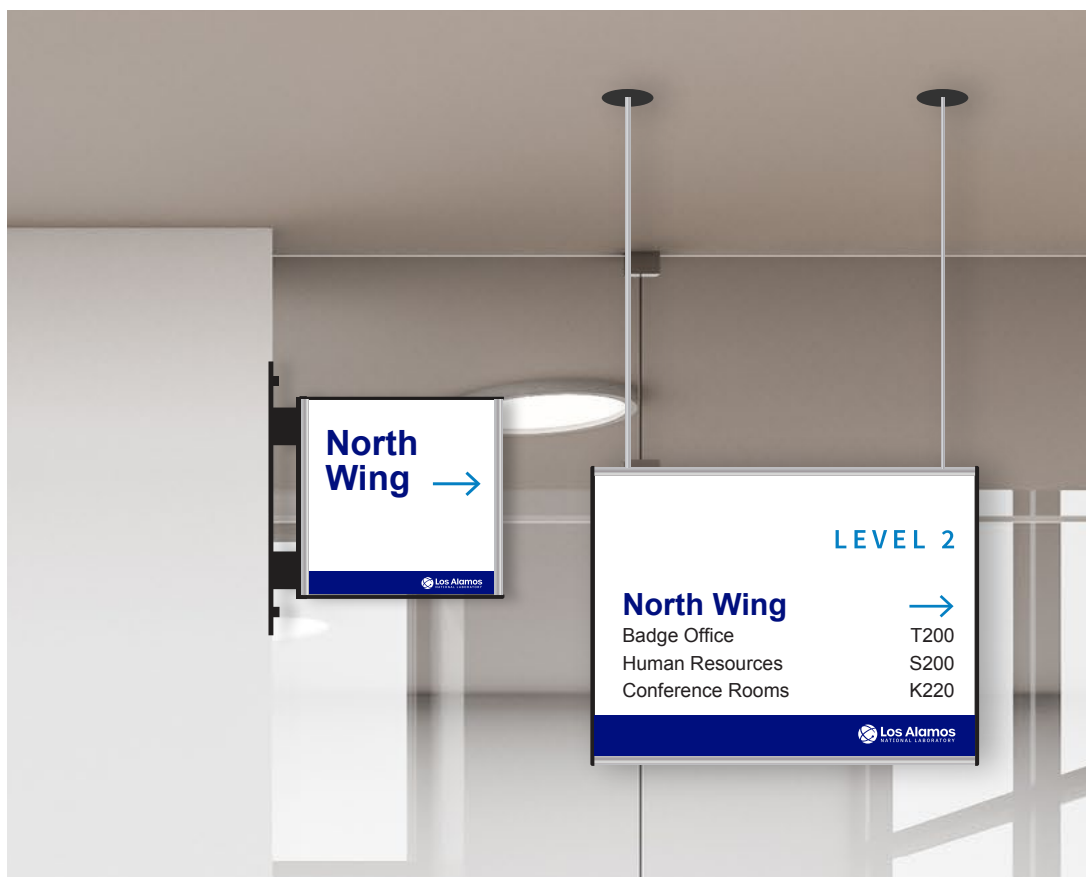 North
Wing →
Los Alamos
NATIONAL LABORATORY
LEVEL 2
North Wing →
Badge Office T200
Human Resources S200
Conference Rooms K220
Los Alamos
NATIONAL LABORATORY